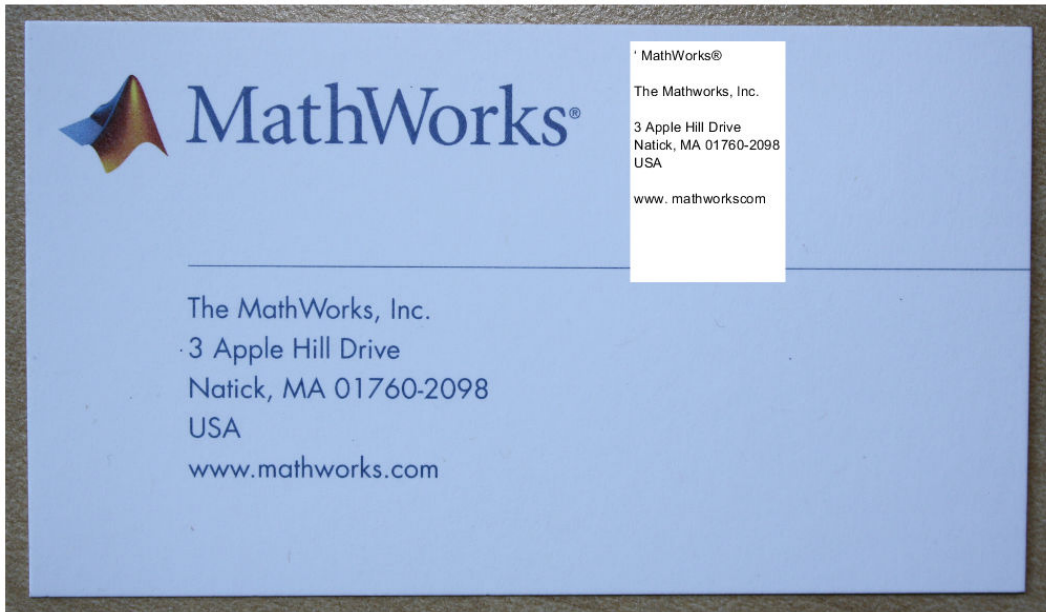 MathWorks®
‘ MathWorks®
The Mathworks, Inc.
3 Apple Hill Drive
Natick, MA 01760-2098
USA
www. mathworkscom
The MathWorks, Inc.
3 Apple Hill Drive
Natick, MA 01760-2098
USA
www.mathworks.com